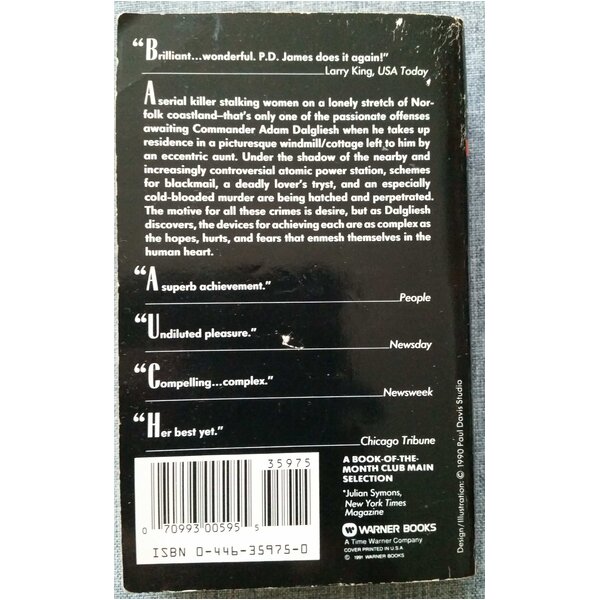 “Brilliant...wonderful. P.D. James does it again!”
Larry King, USA Today
A serial killer stalking women on a lonely stretch of Nor-
folk coastland—that’s only one of the passionate offenses
awaiting Commander Adam Dalgliesh when he takes up
residence in a picturesque windmill/cottage left to him by
an eccentric aunt. Under the shadow of the nearby and
increasingly controversial atomic power station, schemes
for blackmail, a deadly lover’s tryst, and an especially
cold-blooded murder are being hatched and perpetrated.
The motive for all these crimes is desire, but as Dalgliesh
discovers, the devices for achieving each are as complex as
the hopes, hurts, and fears that enmesh themselves in the
human heart.
“A superb achievement.”
People
“Undiluted pleasure.”
Newsday
“Compelling...complex.”
Newsweek
“Her best yet.”
Chicago Tribune
35975
0 70993 00595 5
ISBN 0-446-35975-0
A BOOK-OF-THE-
MONTH CLUB MAIN
SELECTION
*Julian Symons,
New York Times
Magazine
WARNER BOOKS
A Time Warner Company
COVER PRINTED IN U.S.A.
© 1991 WARNER BOOKS
Design/Illustration: © 1990 Paul Davis Studio